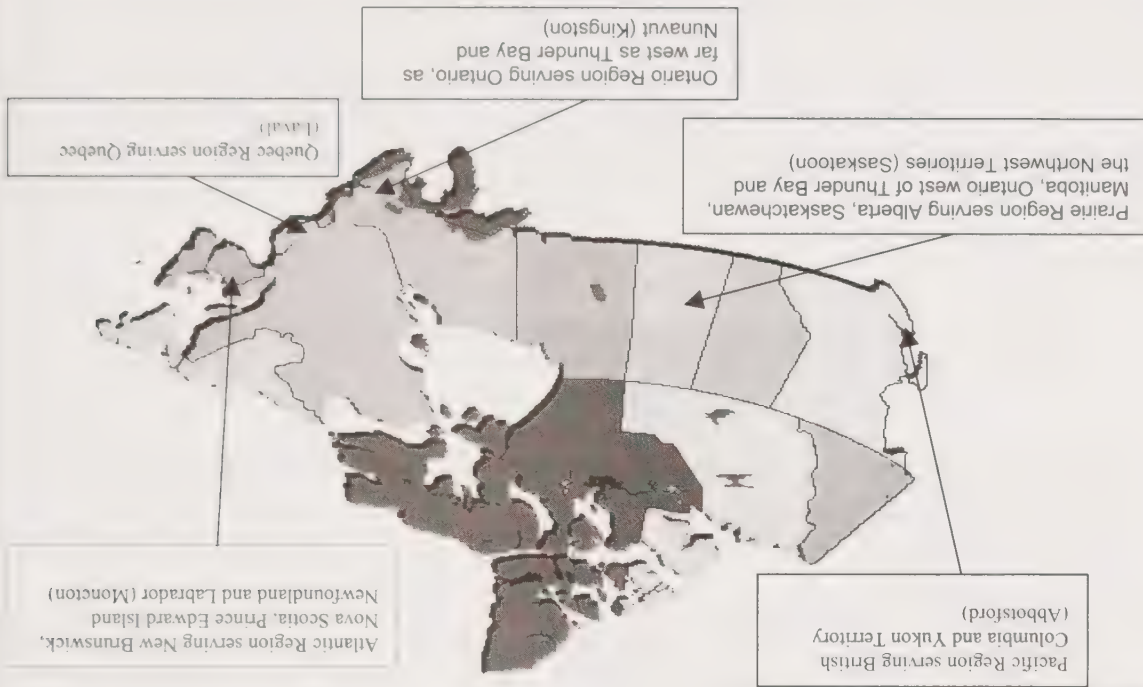 Pacific Region serving British
Columbia and Yukon Territory
(Abbotsford)
Atlantic Region serving New Brunswick,
Nova Scotia, Prince Edward Island
Newfoundland and Labrador (Moncton)
Prairie Region serving Alberta, Saskatchewan,
Manitoba, Ontario west of Thunder Bay and
the Northwest Territories (Saskatoon)
Quebec Region serving Quebec
(Laval)
Ontario Region serving Ontario, as
far west as Thunder Bay and
Nunavut (Kingston)